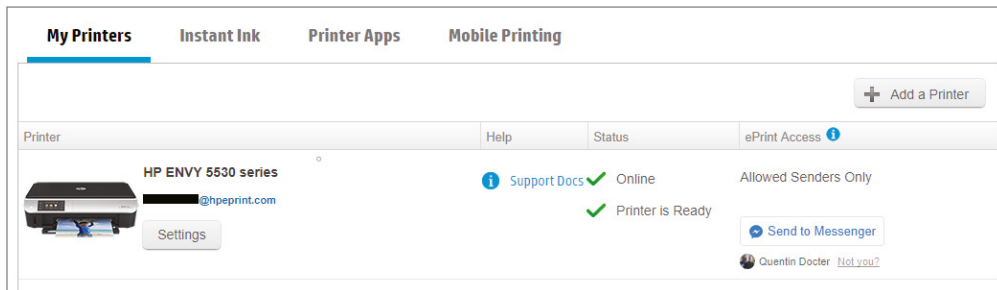 My Printers Instant Ink Printer Apps Mobile Printing
Add a Printer
Printer Help Status ePrint Access
HP ENVY 5530 series
@hpeprint.com
Settings
Support Docs
Online
Printer is Ready
Allowed Senders Only
Send to Messenger
Quentin Docter Not you?